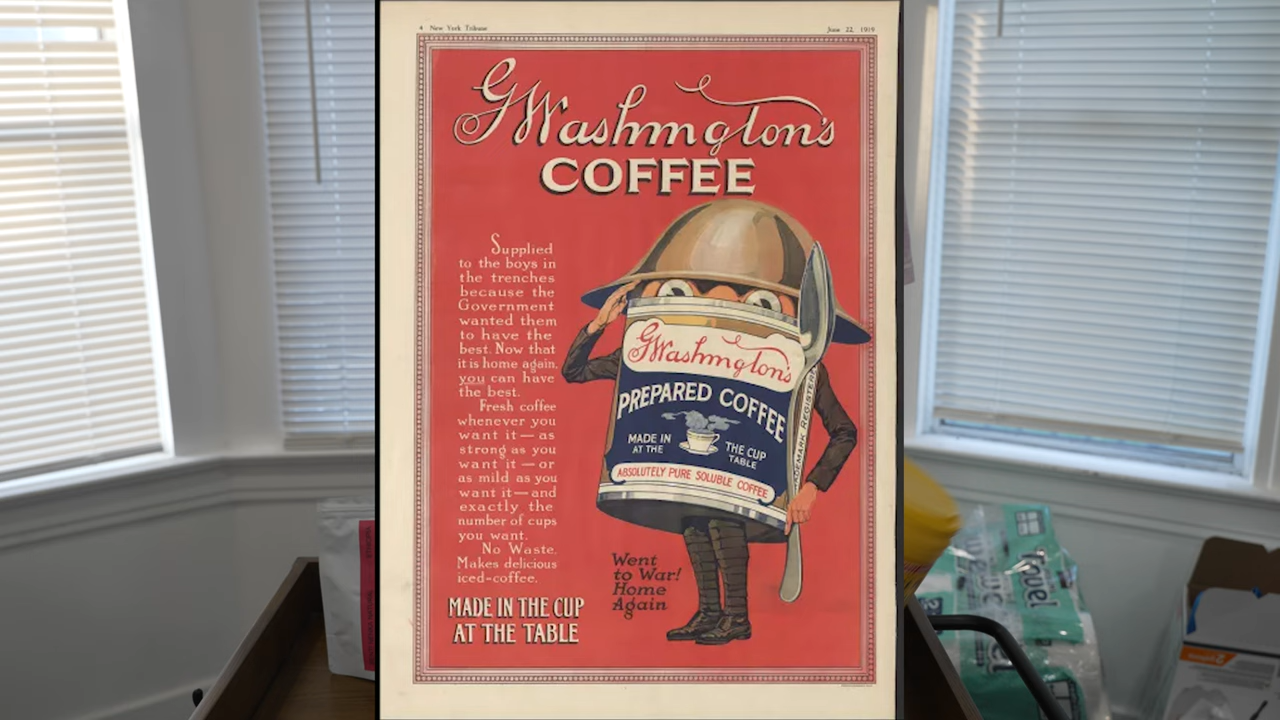 4 New York Tribune
June 22, 1919
G Washington's
COFFEE
Supplied
to the boys in
the trenches
because the
Government
wanted them
to have the
best. Now that
it is home again,
you can have
the best.
Fresh coffee
whenever you
want it — as
strong as you
want it — or
as mild as you
want it — and
exactly the
number of cups
you want.
No Waste.
Makes delicious
iced-coffee.
MADE IN THE CUP
AT THE TABLE
G Washington's
PREPARED COFFEE
MADE IN THE CUP
AT THE TABLE
ABSOLUTELY PURE SOLUBLE COFFEE
Went
to War!
Home
Again
Towel